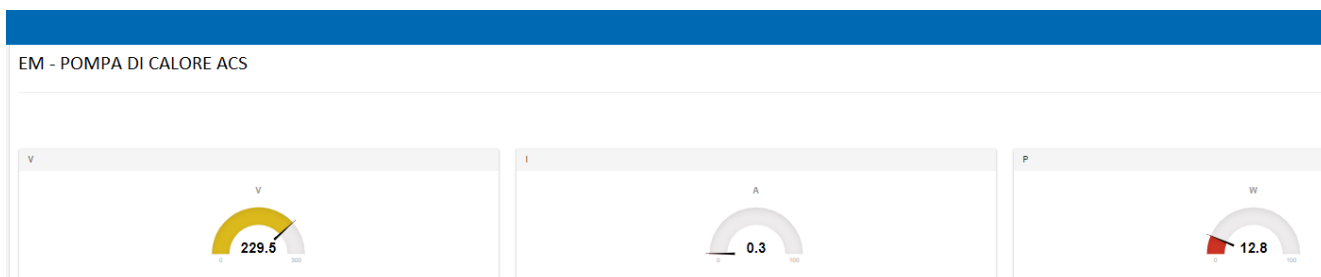 EM - POMPA DI CALORE ACS
V I P
V A W
229.5 0.3 12.8
0 300 0 100 0 100